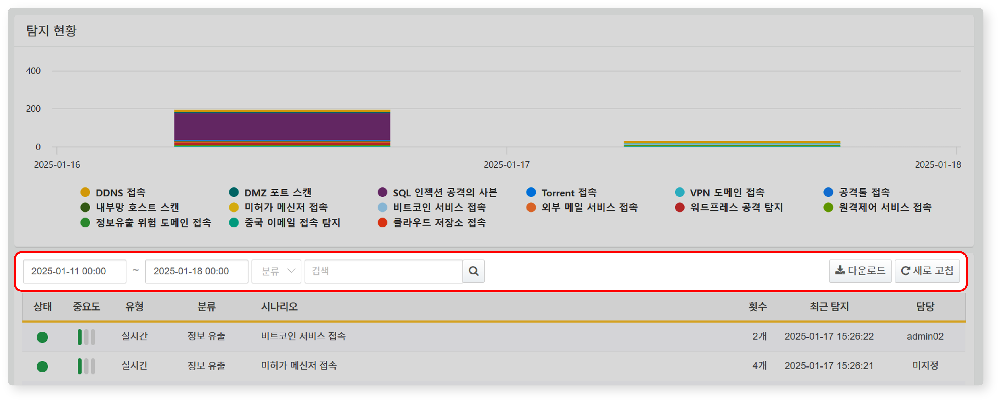 탐지 현황
400
200
0
2025-01-16 2025-01-17 2025-01-18
DDNS 접속 DMZ 포트 스캔 SQL 인젝션 공격의 사본 Torrent 접속 VPN 도메인 접속 공격툴 접속
내부망 호스트 스캔 미허가 메신저 접속 비트코인 서비스 접속 외부 메일 서비스 접속 워드프레스 공격 탐지 원격제어 서비스 접속
정보유출 위험 도메인 접속 중국 이메일 접속 탐지 클라우드 저장소 접속
2025-01-11 00:00 ~ 2025-01-18 00:00 분류 검색 다운로드 새로 고침
상태 중요도 유형 분류 시나리오 횟수 최근 탐지 담당
실시간 정보 유출 비트코인 서비스 접속 2개 2025-01-17 15:26:22 admin02
실시간 정보 유출 미허가 메신저 접속 4개 2025-01-17 15:26:21 미지정